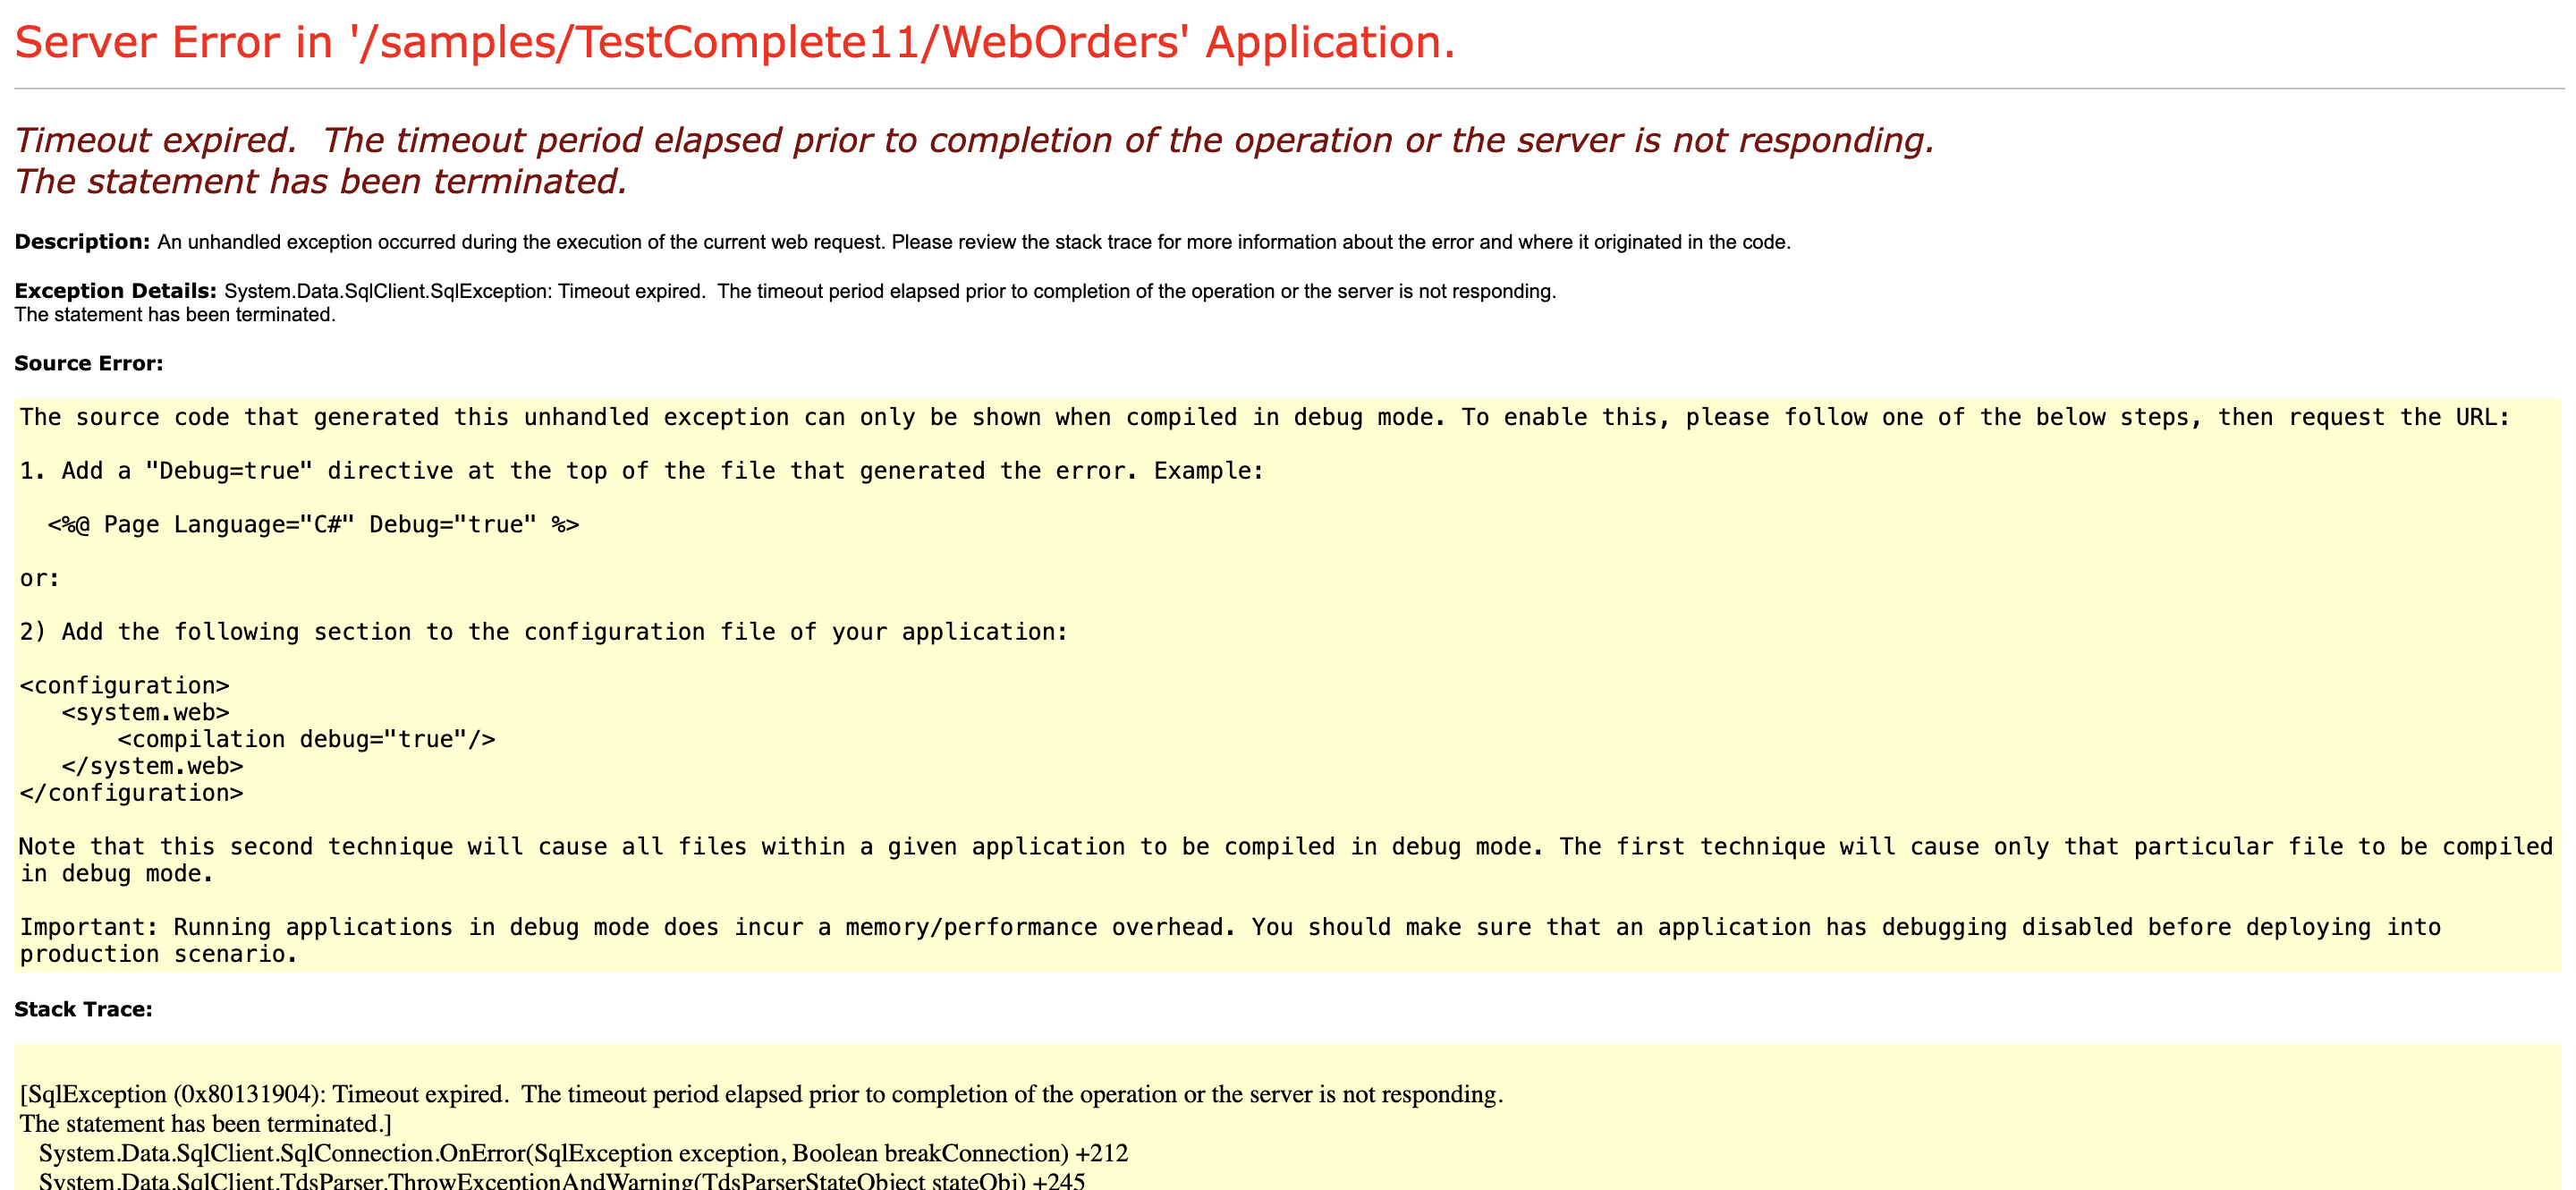 Server Error in '/samples/TestComplete11/WebOrders' Application.
Timeout expired.  The timeout period elapsed prior to completion of the operation or the server is not responding.
The statement has been terminated.
Description: An unhandled exception occurred during the execution of the current web request. Please review the stack trace for more information about the error and where it originated in the code.
Exception Details: System.Data.SqlClient.SqlException: Timeout expired.  The timeout period elapsed prior to completion of the operation or the server is not responding.
The statement has been terminated.
Source Error:
The source code that generated this unhandled exception can only be shown when compiled in debug mode. To enable this, please follow one of the below steps, then request the URL:
1. Add a "Debug=true" directive at the top of the file that generated the error. Example:
  <%@ Page Language="C#" Debug="true" %>
or:
2) Add the following section to the configuration file of your application:
<configuration>
   <system.web>
       <compilation debug="true"/>
   </system.web>
</configuration>
Note that this second technique will cause all files within a given application to be compiled in debug mode. The first technique will cause only that particular file to be compiled
in debug mode.
Important: Running applications in debug mode does incur a memory/performance overhead. You should make sure that an application has debugging disabled before deploying into
production scenario.
Stack Trace:
[SqlException (0x80131904): Timeout expired.  The timeout period elapsed prior to completion of the operation or the server is not responding.
The statement has been terminated.]
   System.Data.SqlClient.SqlConnection.OnError(SqlException exception, Boolean breakConnection) +212
   System.Data.SqlClient.TdsParser.ThrowExceptionAndWarning(TdsParserStateObject stateObj) +245